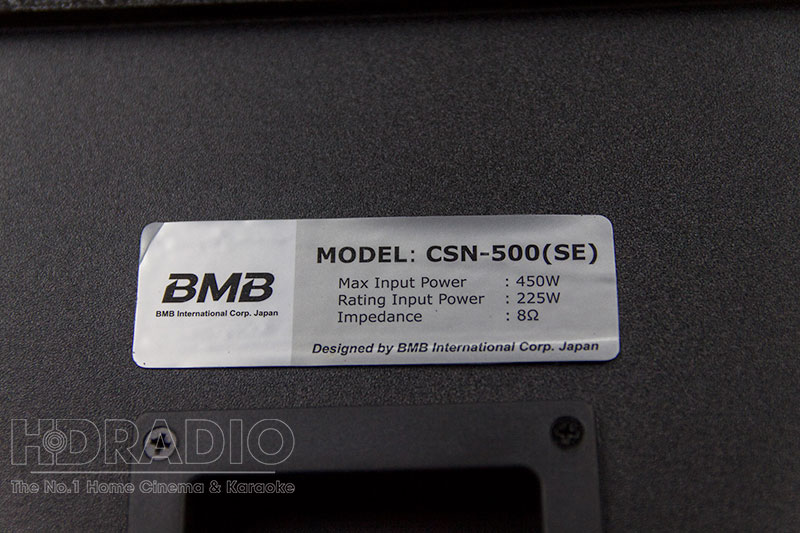 BMB
BMB International Corp. Japan
MODEL: CSN-500(SE)
Max Input Power : 450W
Rating Input Power : 225W
Impedance : 8Ω
Designed by BMB International Corp. Japan
HDRADIO
The No.1 Home Cinema & Karaoke